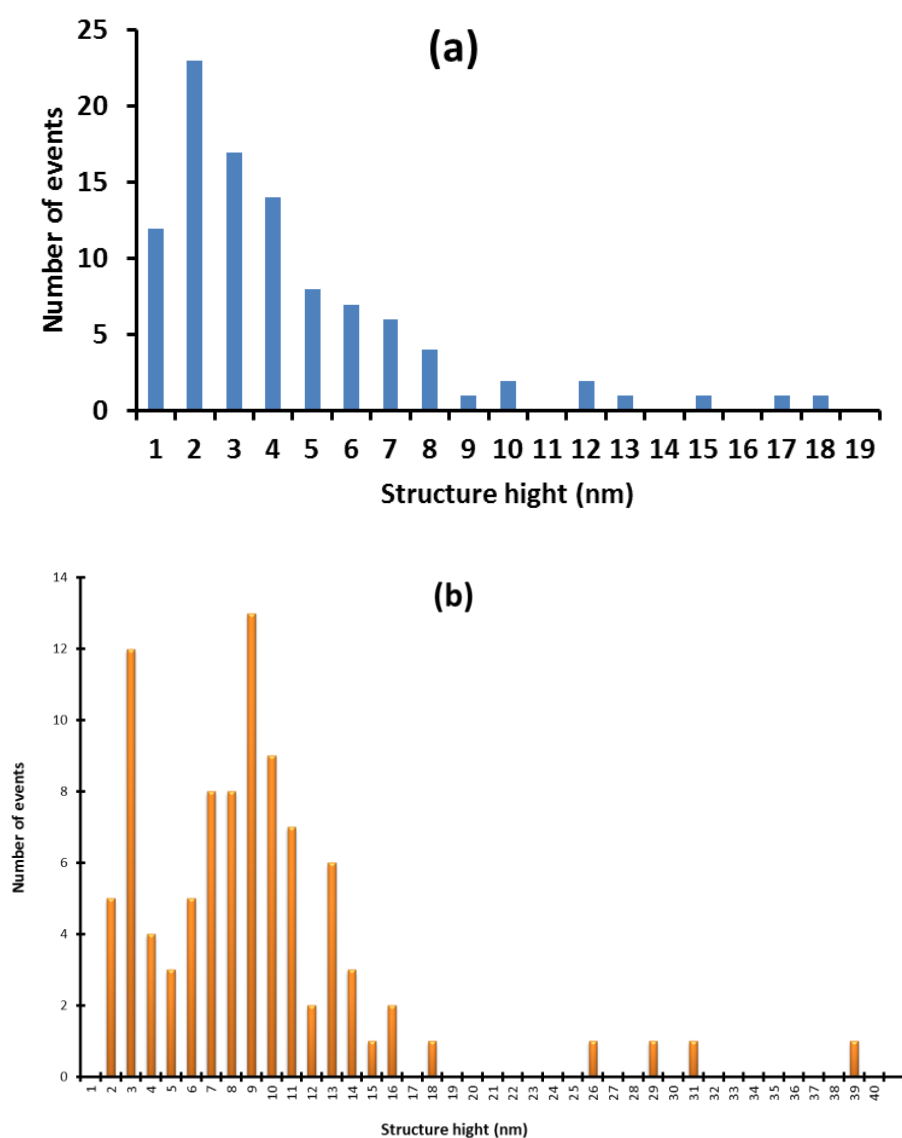 (a)
Number of events
25
20
15
10
5
0
1 2 3 4 5 6 7 8 9 10 11 12 13 14 15 16 17 18 19
Structure hight (nm)
(b)
Number of events
14
12
10
8
6
4
2
0
1 2 3 4 5 6 7 8 9 10 11 12 13 14 15 16 18 19 20 21 22 23 24 25 26 27 28 29 30 31 32 33 34 35 36 37 38 39 40
Structure hight (nm)